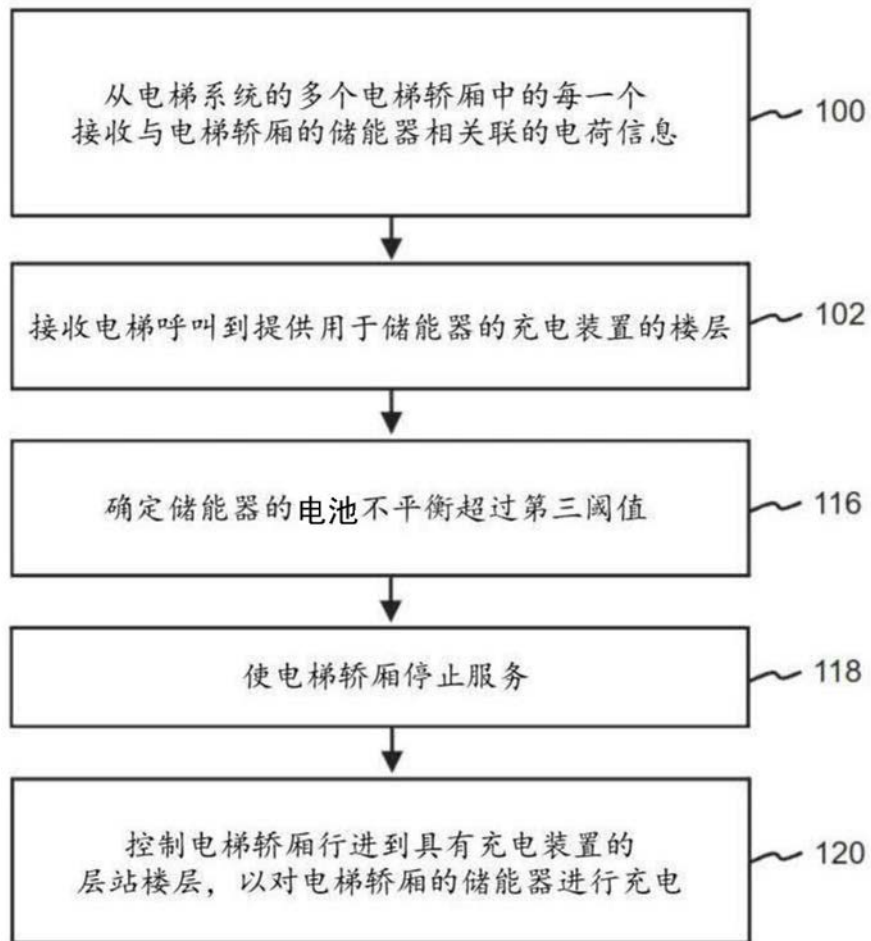 从电梯系统的多个电梯轿厢中的每一个
接收与电梯轿厢的储能器相关联的电荷信息
100
接收电梯呼叫到提供用于储能器的充电装置的楼层
102
确定储能器的电池不平衡超过第三阈值
116
使电梯轿厢停止服务
118
控制电梯轿厢行进到具有充电装置的
层站楼层，以对电梯轿厢的储能器进行充电
120